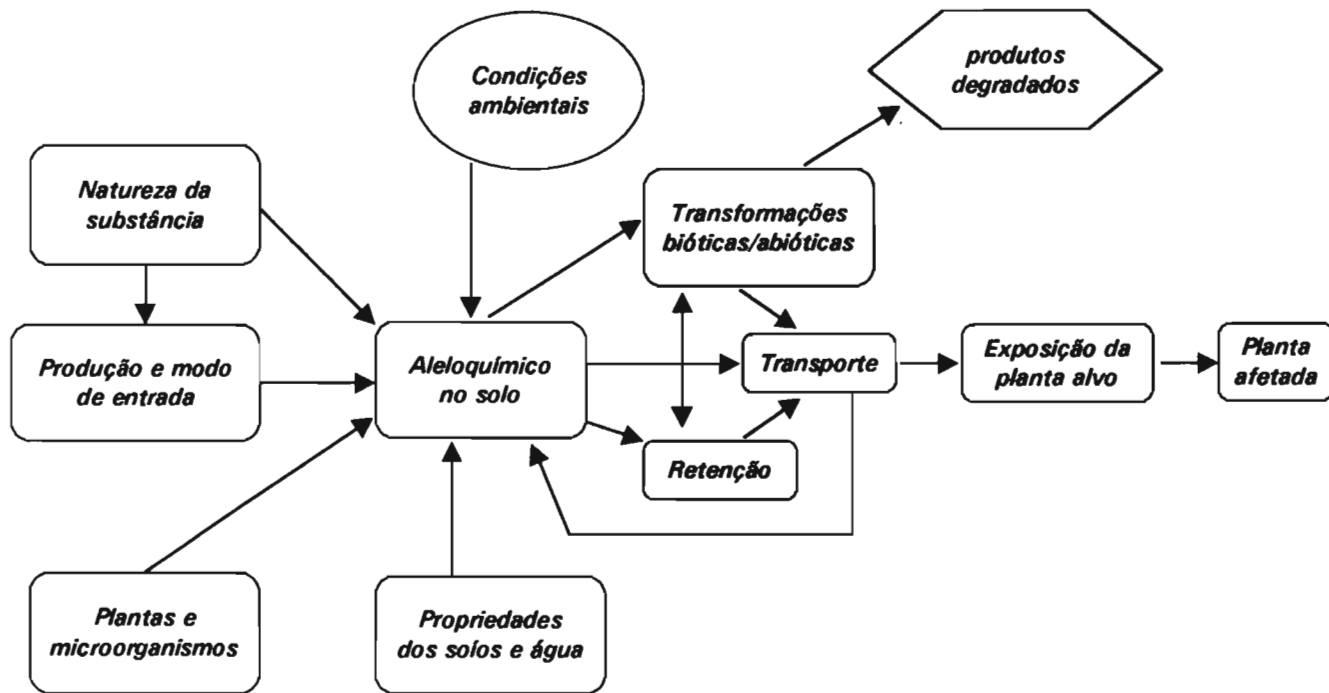 Condições
ambientais
produtos
degradados
Natureza da
substância
Transformações
bióticas/abióticas
Produção e modo
de entrada
Aleloquímico
no solo
Transporte
Exposição da
planta alvo
Planta
afetada
Retenção
Plantas e
microorganismos
Propriedades
dos solos e água